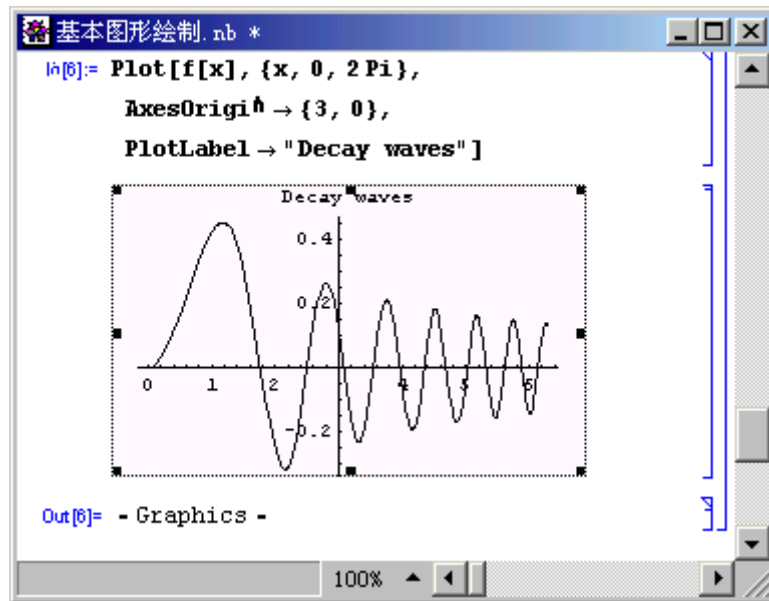 基本图形绘制.nb *
In[6]:= Plot[f[x], {x, 0, 2 Pi},
AxesOrigin → {3, 0},
PlotLabel → "Decay waves"]
Decay waves
0.4
0.2
0 1 2 4 5 6
-0.2
Out[6]= - Graphics -
100%